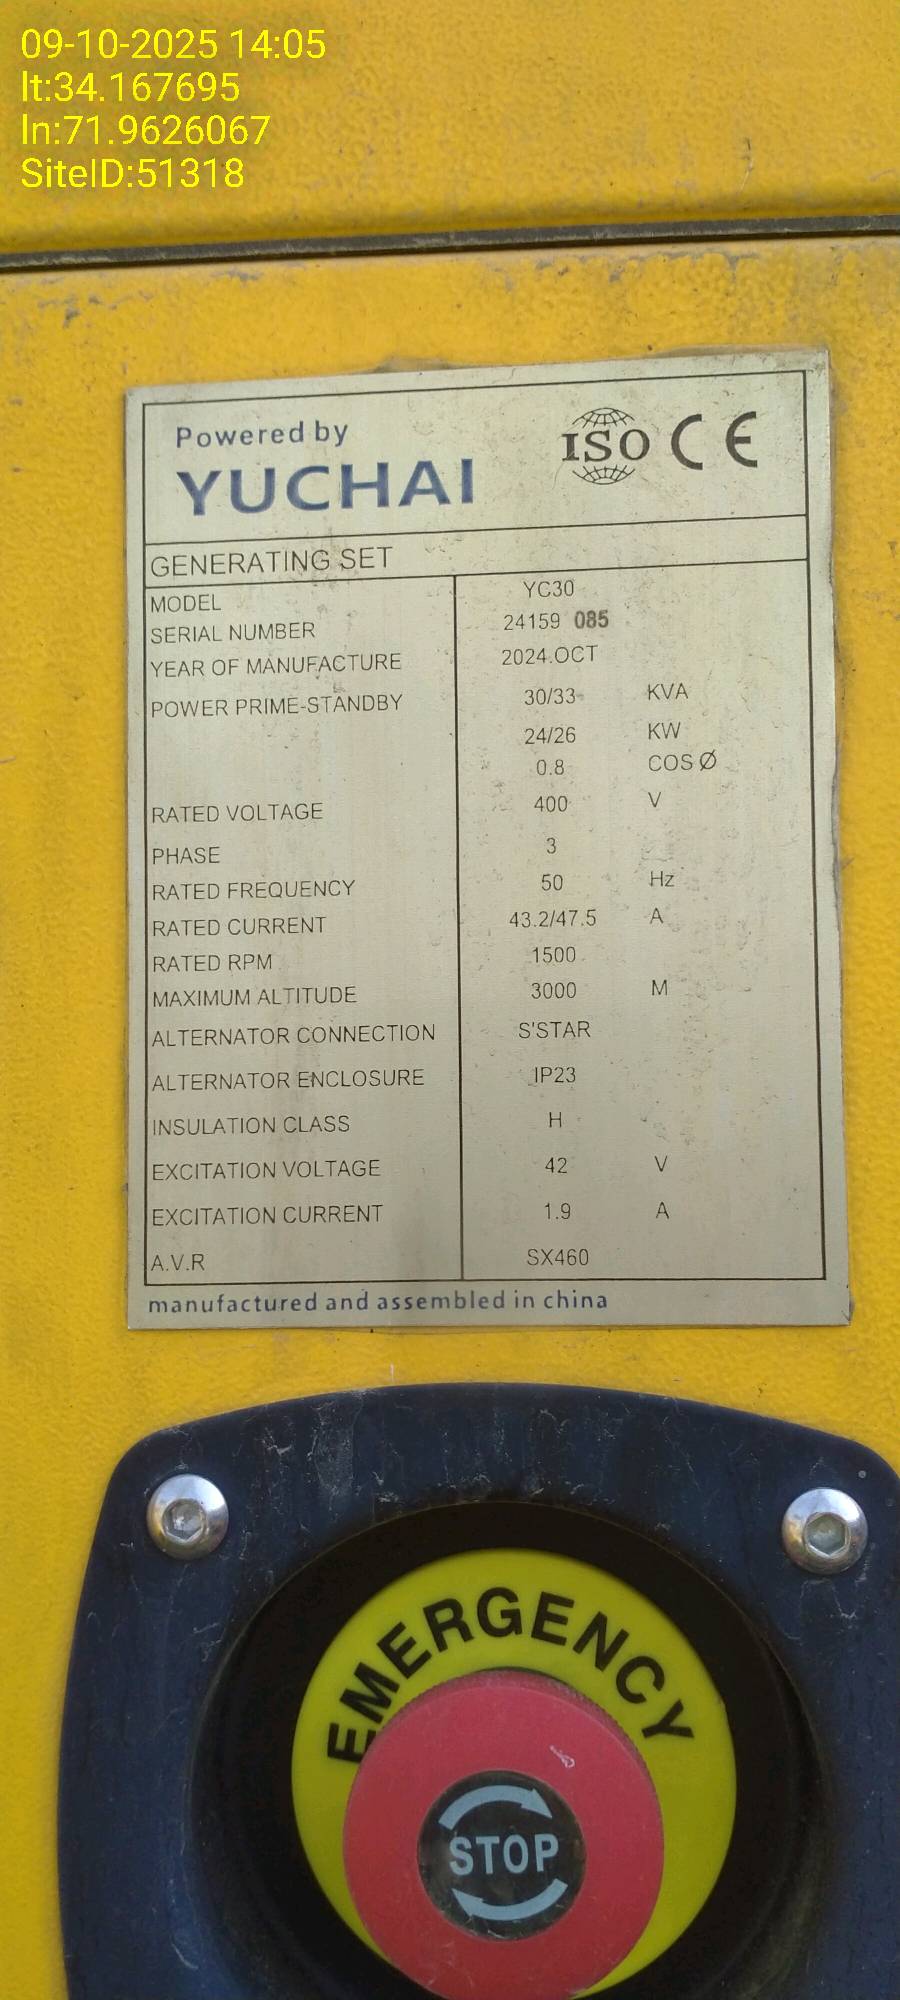 09-10-2025 14:05
lt:34.167695
ln:71.9626067
SiteID:51318
Powered by
YUCHAI
ISO CE
GENERATING SET
MODEL YC30
SERIAL NUMBER 24159 085
YEAR OF MANUFACTURE 2024.OCT
POWER PRIME-STANDBY 30/33 KVA
24/26 KW
0.8 COSØ
RATED VOLTAGE 400 V
PHASE 3
RATED FREQUENCY 50 Hz
RATED CURRENT 43.2/47.5 A
RATED RPM 1500
MAXIMUM ALTITUDE 3000 M
ALTERNATOR CONNECTION S'STAR
ALTERNATOR ENCLOSURE IP23
INSULATION CLASS H
EXCITATION VOLTAGE 42 V
EXCITATION CURRENT 1.9 A
A.V.R SX460
manufactured and assembled in china
EMERGENCY
STOP